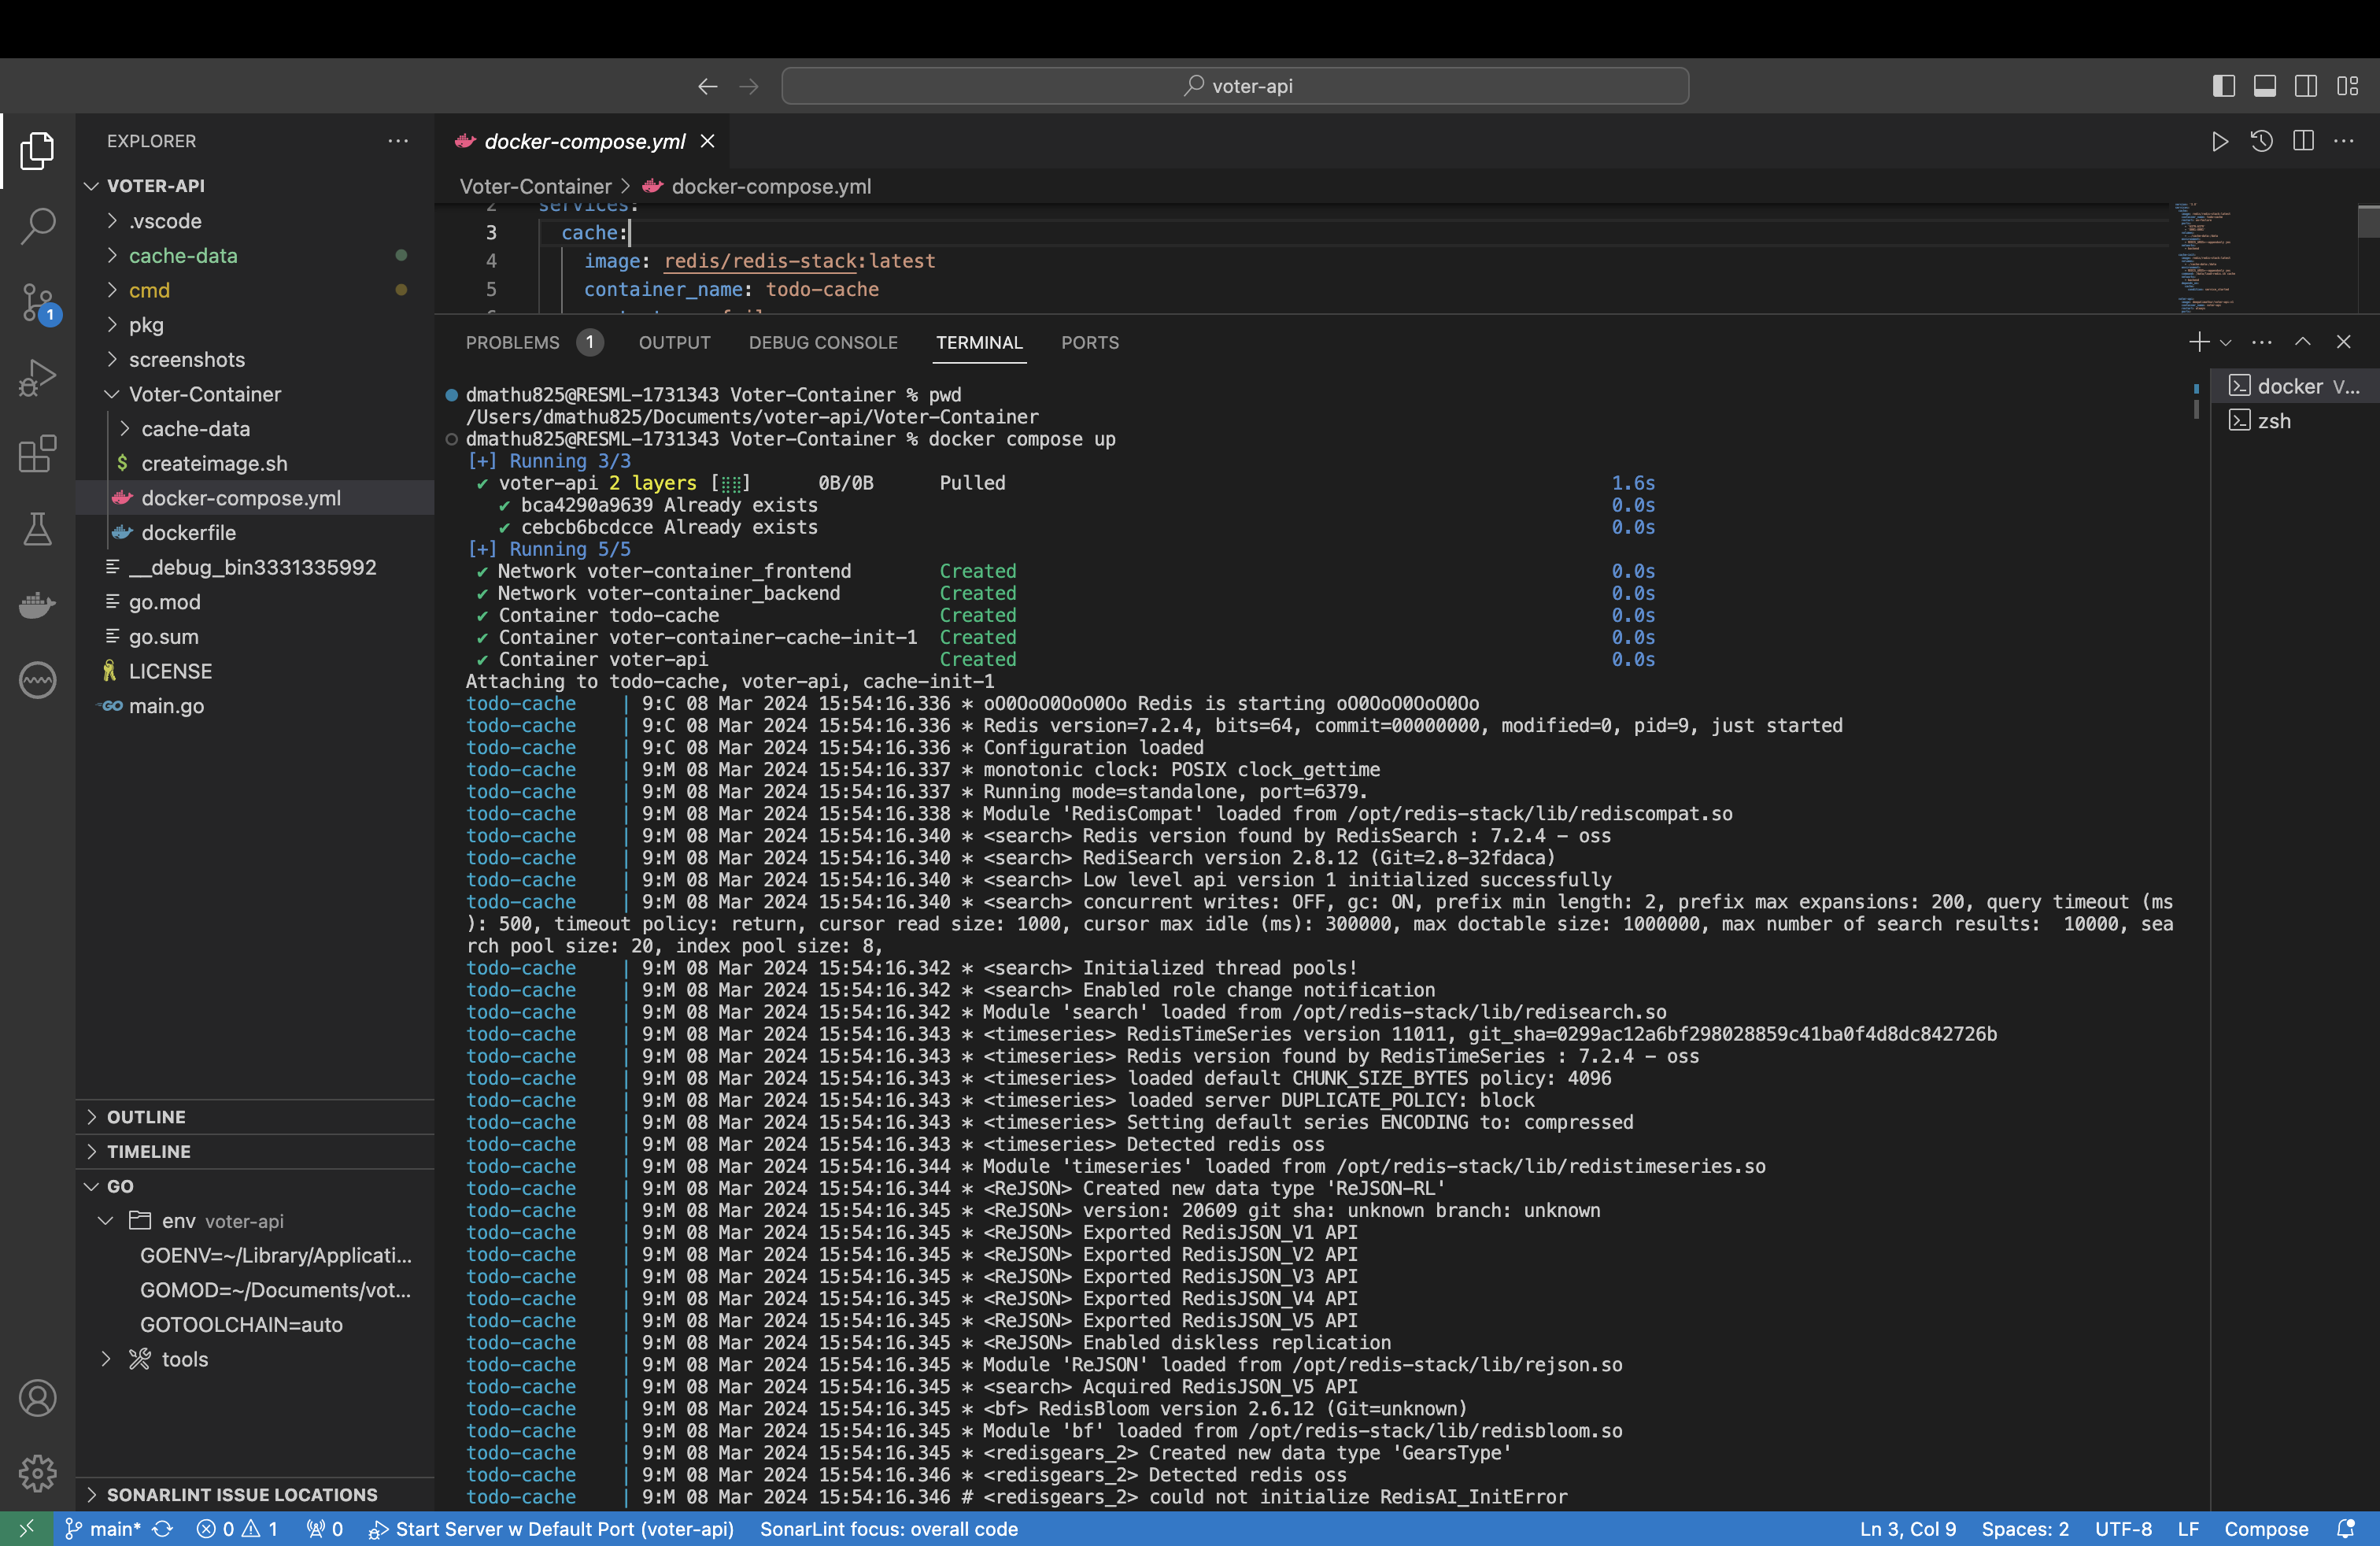 voter-api
EXPLORER
VOTER-API
.vscode
cache-data
cmd
pkg
screenshots
Voter-Container
cache-data
createimage.sh
docker-compose.yml
dockerfile
__debug_bin3331335992
go.mod
go.sum
LICENSE
main.go
OUTLINE
TIMELINE
GO
env voter-api
GOENV=~/Library/Applicati...
GOMOD=~/Documents/vot...
GOTOOLCHAIN=auto
tools
SONARLINT ISSUE LOCATIONS
docker-compose.yml
Voter-Container > docker-compose.yml
2 services:
3 cache:
4 image: redis/redis-stack:latest
5 container_name: todo-cache
PROBLEMS 1 OUTPUT DEBUG CONSOLE TERMINAL PORTS
docker V...
zsh
dmathu825@RESML-1731343 Voter-Container % pwd
/Users/dmathu825/Documents/voter-api/Voter-Container
dmathu825@RESML-1731343 Voter-Container % docker compose up
[+] Running 3/3
✔ voter-api 2 layers [⣿⣿] 0B/0B Pulled 1.6s
✔ bca4290a9639 Already exists 0.0s
✔ cebcb6bcdcce Already exists 0.0s
[+] Running 5/5
✔ Network voter-container_frontend Created 0.0s
✔ Network voter-container_backend Created 0.0s
✔ Container todo-cache Created 0.0s
✔ Container voter-container-cache-init-1 Created 0.0s
✔ Container voter-api Created 0.0s
Attaching to todo-cache, voter-api, cache-init-1
todo-cache | 9:C 08 Mar 2024 15:54:16.336 * oO0OoO0OoO0Oo Redis is starting oO0OoO0OoO0Oo
todo-cache | 9:C 08 Mar 2024 15:54:16.336 * Redis version=7.2.4, bits=64, commit=00000000, modified=0, pid=9, just started
todo-cache | 9:C 08 Mar 2024 15:54:16.336 * Configuration loaded
todo-cache | 9:M 08 Mar 2024 15:54:16.337 * monotonic clock: POSIX clock_gettime
todo-cache | 9:M 08 Mar 2024 15:54:16.337 * Running mode=standalone, port=6379.
todo-cache | 9:M 08 Mar 2024 15:54:16.338 * Module 'RedisCompat' loaded from /opt/redis-stack/lib/rediscompat.so
todo-cache | 9:M 08 Mar 2024 15:54:16.340 * <search> Redis version found by RedisSearch : 7.2.4 - oss
todo-cache | 9:M 08 Mar 2024 15:54:16.340 * <search> RediSearch version 2.8.12 (Git=2.8-32fdaca)
todo-cache | 9:M 08 Mar 2024 15:54:16.340 * <search> Low level api version 1 initialized successfully
todo-cache | 9:M 08 Mar 2024 15:54:16.340 * <search> concurrent writes: OFF, gc: ON, prefix min length: 2, prefix max expansions: 200, query timeout (ms
): 500, timeout policy: return, cursor read size: 1000, cursor max idle (ms): 300000, max doctable size: 1000000, max number of search results:  10000, sea
rch pool size: 20, index pool size: 8,
todo-cache | 9:M 08 Mar 2024 15:54:16.342 * <search> Initialized thread pools!
todo-cache | 9:M 08 Mar 2024 15:54:16.342 * <search> Enabled role change notification
todo-cache | 9:M 08 Mar 2024 15:54:16.342 * Module 'search' loaded from /opt/redis-stack/lib/redisearch.so
todo-cache | 9:M 08 Mar 2024 15:54:16.343 * <timeseries> RedisTimeSeries version 11011, git_sha=0299ac12a6bf298028859c41ba0f4d8dc842726b
todo-cache | 9:M 08 Mar 2024 15:54:16.343 * <timeseries> Redis version found by RedisTimeSeries : 7.2.4 - oss
todo-cache | 9:M 08 Mar 2024 15:54:16.343 * <timeseries> loaded default CHUNK_SIZE_BYTES policy: 4096
todo-cache | 9:M 08 Mar 2024 15:54:16.343 * <timeseries> loaded server DUPLICATE_POLICY: block
todo-cache | 9:M 08 Mar 2024 15:54:16.343 * <timeseries> Setting default series ENCODING to: compressed
todo-cache | 9:M 08 Mar 2024 15:54:16.343 * <timeseries> Detected redis oss
todo-cache | 9:M 08 Mar 2024 15:54:16.344 * Module 'timeseries' loaded from /opt/redis-stack/lib/redistimeseries.so
todo-cache | 9:M 08 Mar 2024 15:54:16.344 * <ReJSON> Created new data type 'ReJSON-RL'
todo-cache | 9:M 08 Mar 2024 15:54:16.345 * <ReJSON> version: 20609 git sha: unknown branch: unknown
todo-cache | 9:M 08 Mar 2024 15:54:16.345 * <ReJSON> Exported RedisJSON_V1 API
todo-cache | 9:M 08 Mar 2024 15:54:16.345 * <ReJSON> Exported RedisJSON_V2 API
todo-cache | 9:M 08 Mar 2024 15:54:16.345 * <ReJSON> Exported RedisJSON_V3 API
todo-cache | 9:M 08 Mar 2024 15:54:16.345 * <ReJSON> Exported RedisJSON_V4 API
todo-cache | 9:M 08 Mar 2024 15:54:16.345 * <ReJSON> Exported RedisJSON_V5 API
todo-cache | 9:M 08 Mar 2024 15:54:16.345 * <ReJSON> Enabled diskless replication
todo-cache | 9:M 08 Mar 2024 15:54:16.345 * Module 'ReJSON' loaded from /opt/redis-stack/lib/rejson.so
todo-cache | 9:M 08 Mar 2024 15:54:16.345 * <search> Acquired RedisJSON_V5 API
todo-cache | 9:M 08 Mar 2024 15:54:16.345 * <bf> RedisBloom version 2.6.12 (Git=unknown)
todo-cache | 9:M 08 Mar 2024 15:54:16.345 * Module 'bf' loaded from /opt/redis-stack/lib/redisbloom.so
todo-cache | 9:M 08 Mar 2024 15:54:16.345 * <redisgears_2> Created new data type 'GearsType'
todo-cache | 9:M 08 Mar 2024 15:54:16.346 * <redisgears_2> Detected redis oss
todo-cache | 9:M 08 Mar 2024 15:54:16.346 # <redisgears_2> could not initialize RedisAI_InitError
1
main* 0 1 0 Start Server w Default Port (voter-api) SonarLint focus: overall code Ln 3, Col 9 Spaces: 2 UTF-8 LF Compose